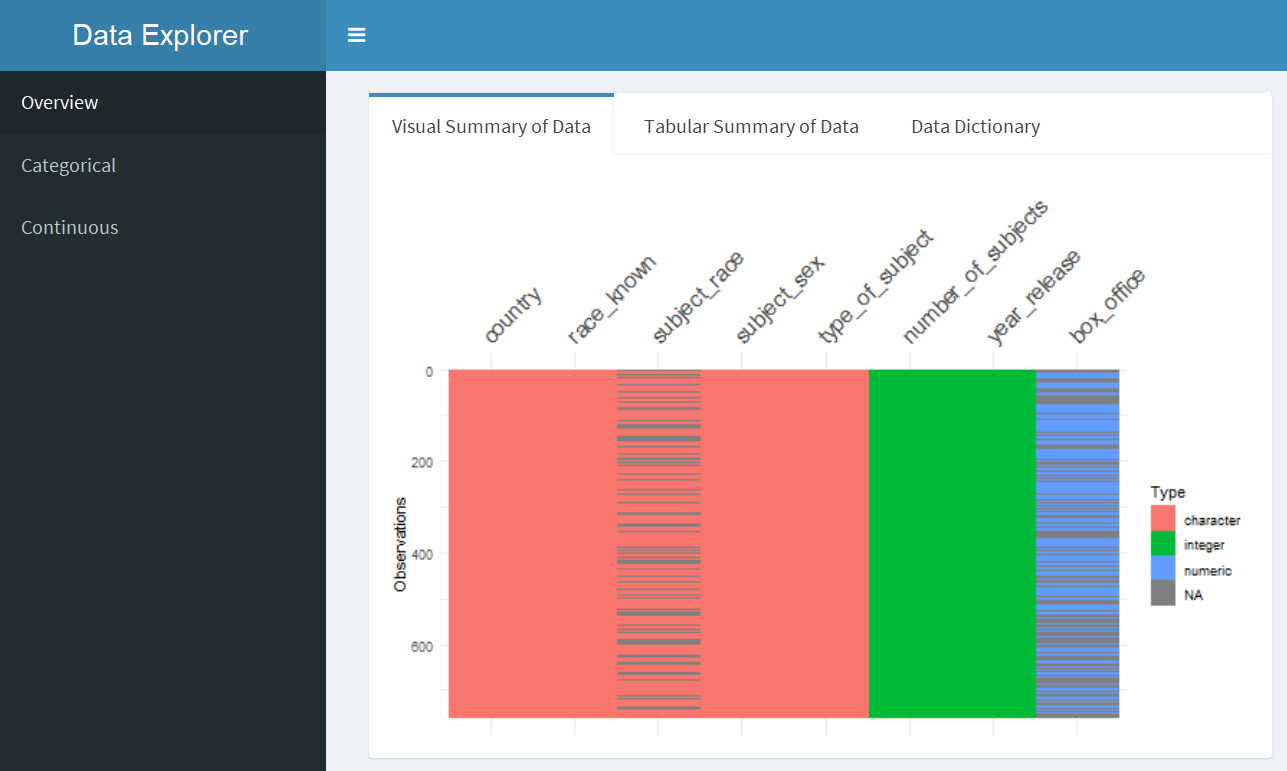 Data Explorer
Overview
Categorical
Continuous
Visual Summary of Data
Tabular Summary of Data
Data Dictionary
country
race_known
subject_race
subject_sex
type_of_subject
number_of_subjects
year_release
box_office
0
200
400
600
Observations
Type
character
integer
numeric
NA